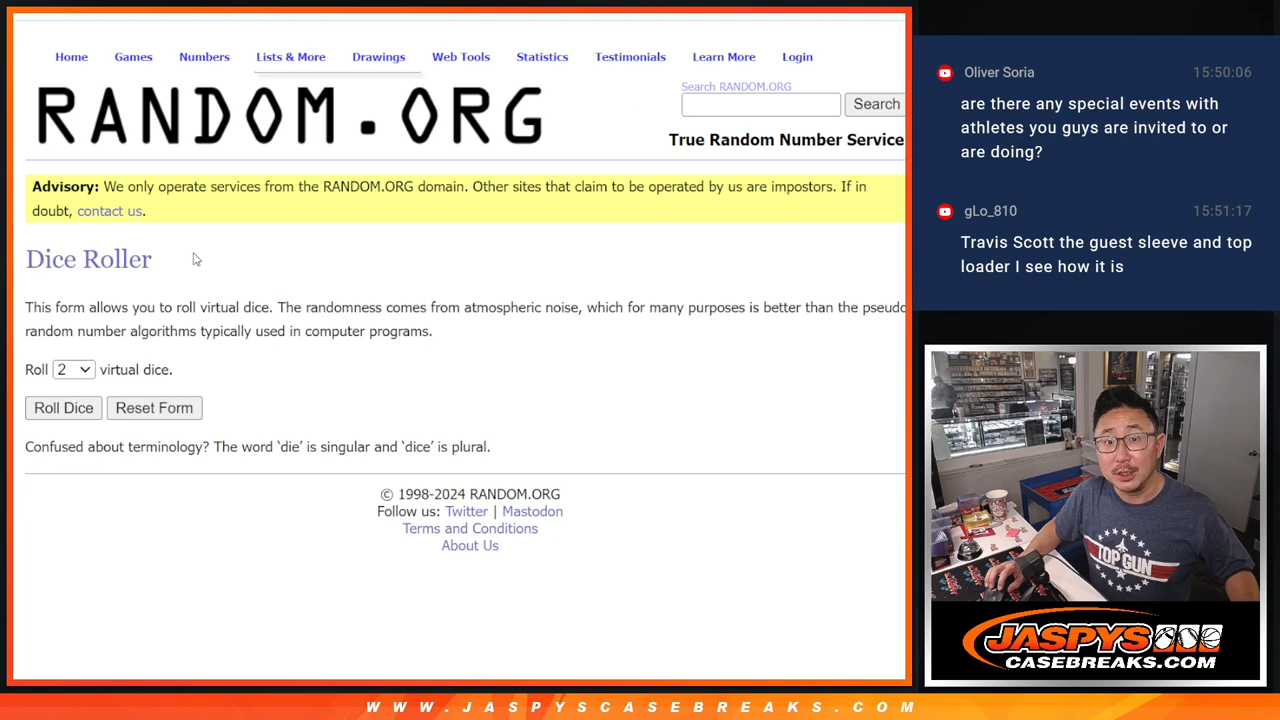 Home Games Numbers Lists & More Drawings Web Tools Statistics Testimonials Learn More Login
RANDOM.ORG
Search RANDOM.ORG
Search
True Random Number Service
Advisory: We only operate services from the RANDOM.ORG domain. Other sites that claim to be operated by us are impostors. If in
doubt, contact us.
Dice Roller
This form allows you to roll virtual dice. The randomness comes from atmospheric noise, which for many purposes is better than the pseudo
random number algorithms typically used in computer programs.
Roll 2 virtual dice.
Roll Dice Reset Form
Confused about terminology? The word ‘die’ is singular and ‘dice’ is plural.
© 1998-2024 RANDOM.ORG
Follow us: Twitter | Mastodon
Terms and Conditions
About Us
Oliver Soria 15:50:06
are there any special events with
athletes you guys are invited to or
are doing?
gLo_810 15:51:17
Travis Scott the guest sleeve and top
loader I see how it is
TOP GUN
JASPYS
CASEBREAKS.COM
WWW.JASPYSCASEBREAKS.COM